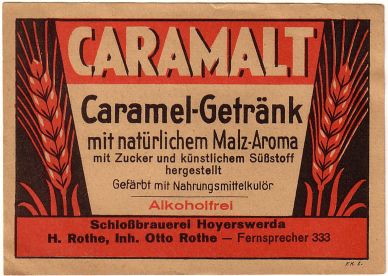 CARAMALT
Caramel-Getränk
mit natürlichem Malz-Aroma
mit Zucker und künstlichem Süßstoff
hergestellt
Gefärbt mit Nahrungsmittelkulör
Alkoholfrei
Schloßbrauerei Hoyerswerda
H. Rothe, Inh. Otto Rothe – Fernsprecher 333